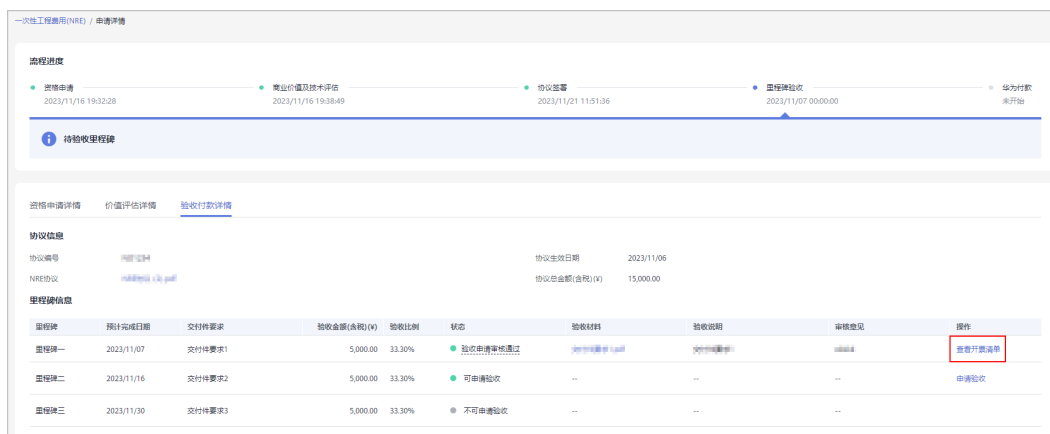 一次性工程费用(NRE) / 申请详情
流程进度
资格申请 商业价值及技术评估 协议签署 里程碑验收 华为付款
2023/11/16 19:32:28 2023/11/16 19:38:49 2023/11/21 11:51:36 2023/11/07 00:00:00 未开始
待验收里程碑
资格申请详情 价值评估详情 验收付款详情
协议信息
协议编号 协议生效日期 2023/11/06
NRE协议 协议总金额(含税)(¥) 15,000.00
里程碑信息
里程碑 预计完成日期 交付件要求 验收金额(含税)(¥) 验收比例 状态 验收材料 验收说明 审核意见 操作
里程碑一 2023/11/07 交付件要求1 5,000.00 33.30% 验收申请审核通过 查看开票清单
里程碑二 2023/11/16 交付件要求2 5,000.00 33.30% 可申请验收 -- -- -- 申请验收
里程碑三 2023/11/30 交付件要求3 5,000.00 33.30% 不可申请验收 -- -- --